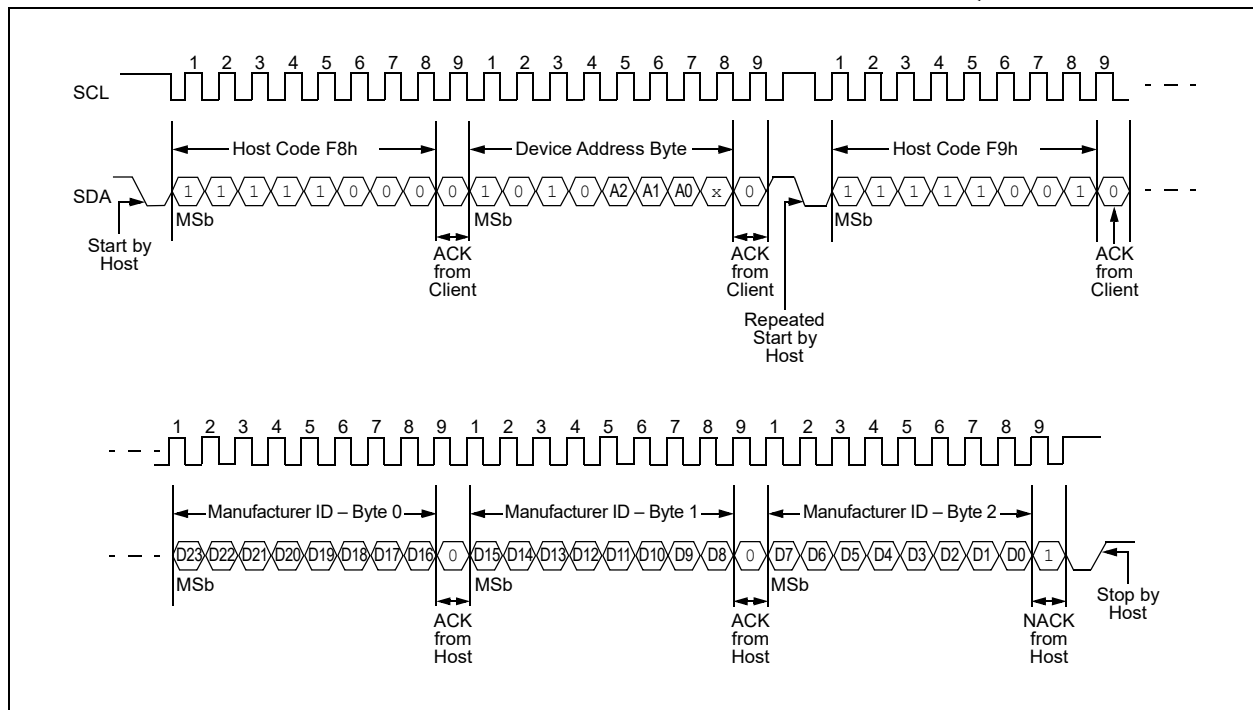 1 2 3 4 5 6 7 8 9 1 2 3 4 5 6 7 8 9 1 2 3 4 5 6 7 8 9
SCL
Host Code F8h
Device Address Byte
Host Code F9h
SDA
1 1 1 1 1 0 0 0 0 1 0 1 0 A2 A1 A0 x 0 1 1 1 1 1 0 0 1 0
MSb
MSb
MSb
Start by
Host
ACK
from
Client
ACK
from
Client
Repeated
Start by
Host
ACK
from
Client
1 2 3 4 5 6 7 8 9 1 2 3 4 5 6 7 8 9 1 2 3 4 5 6 7 8 9
Manufacturer ID – Byte 0
Manufacturer ID – Byte 1
Manufacturer ID – Byte 2
D23 D22 D21 D20 D19 D18 D17 D16 0 D15 D14 D13 D12 D11 D10 D9 D8 0 D7 D6 D5 D4 D3 D2 D1 D0 1
MSb
MSb
MSb
ACK
from
Host
ACK
from
Host
NACK
from
Host
Stop by
Host